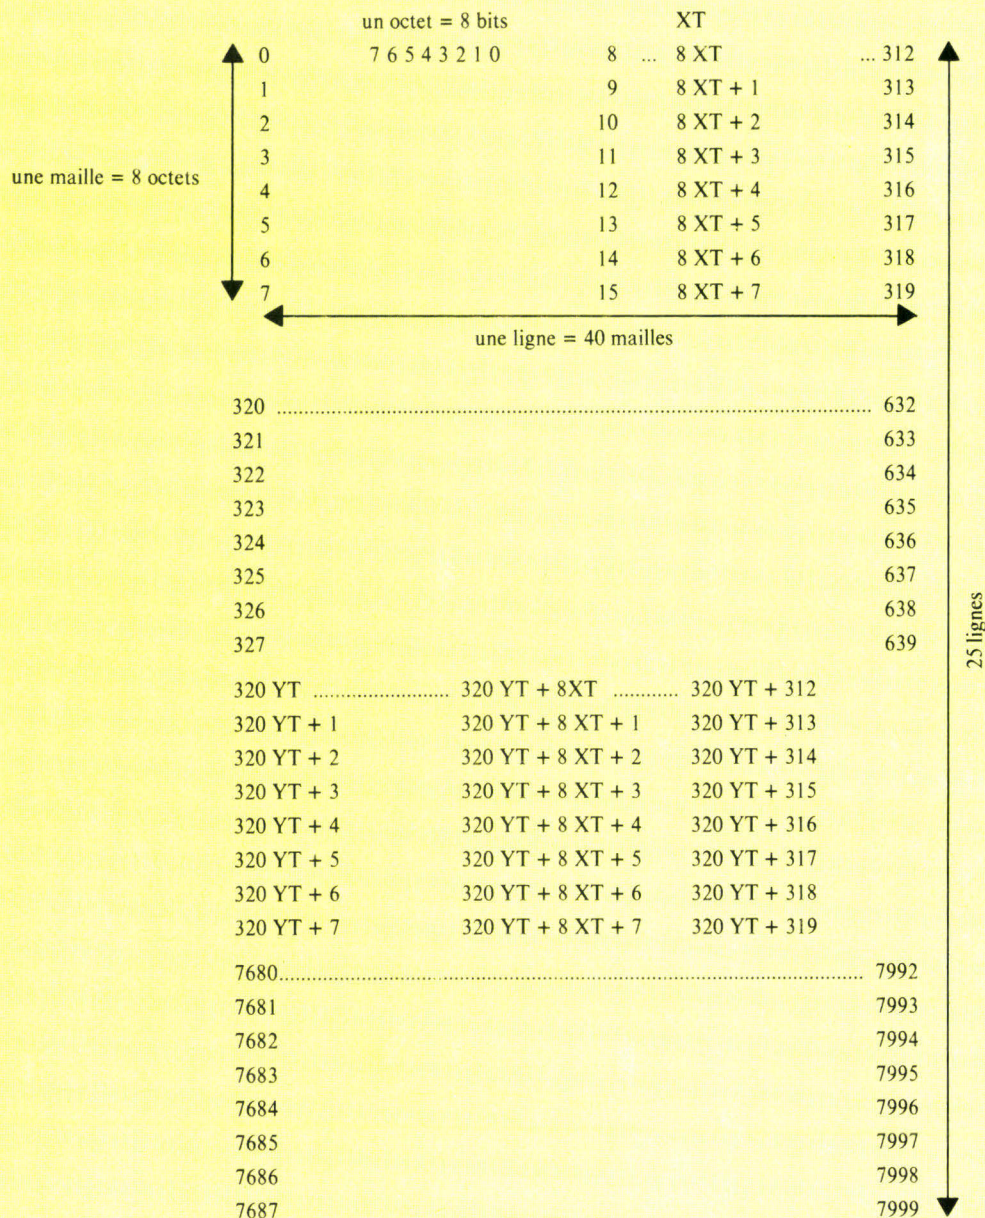 un octet = 8 bits XT
0 7 6 5 4 3 2 1 0 8 ... 8 XT ... 312
1 9 8 XT + 1 313
2 10 8 XT + 2 314
3 11 8 XT + 3 315
une maille = 8 octets
4 12 8 XT + 4 316
5 13 8 XT + 5 317
6 14 8 XT + 6 318
7 15 8 XT + 7 319
une ligne = 40 mailles
320 ........ 632
321 633
322 634
323 635
324 636
325 637
326 638
327 639
25 lignes
320 YT ........ 320 YT + 8XT ........ 320 YT + 312
320 YT + 1 320 YT + 8 XT + 1 320 YT + 313
320 YT + 2 320 YT + 8 XT + 2 320 YT + 314
320 YT + 3 320 YT + 8 XT + 3 320 YT + 315
320 YT + 4 320 YT + 8 XT + 4 320 YT + 316
320 YT + 5 320 YT + 8 XT + 5 320 YT + 317
320 YT + 6 320 YT + 8 XT + 6 320 YT + 318
320 YT + 7 320 YT + 8 XT + 7 320 YT + 319
7680........ 7992
7681 7993
7682 7994
7683 7995
7684 7996
7685 7997
7686 7998
7687 7999